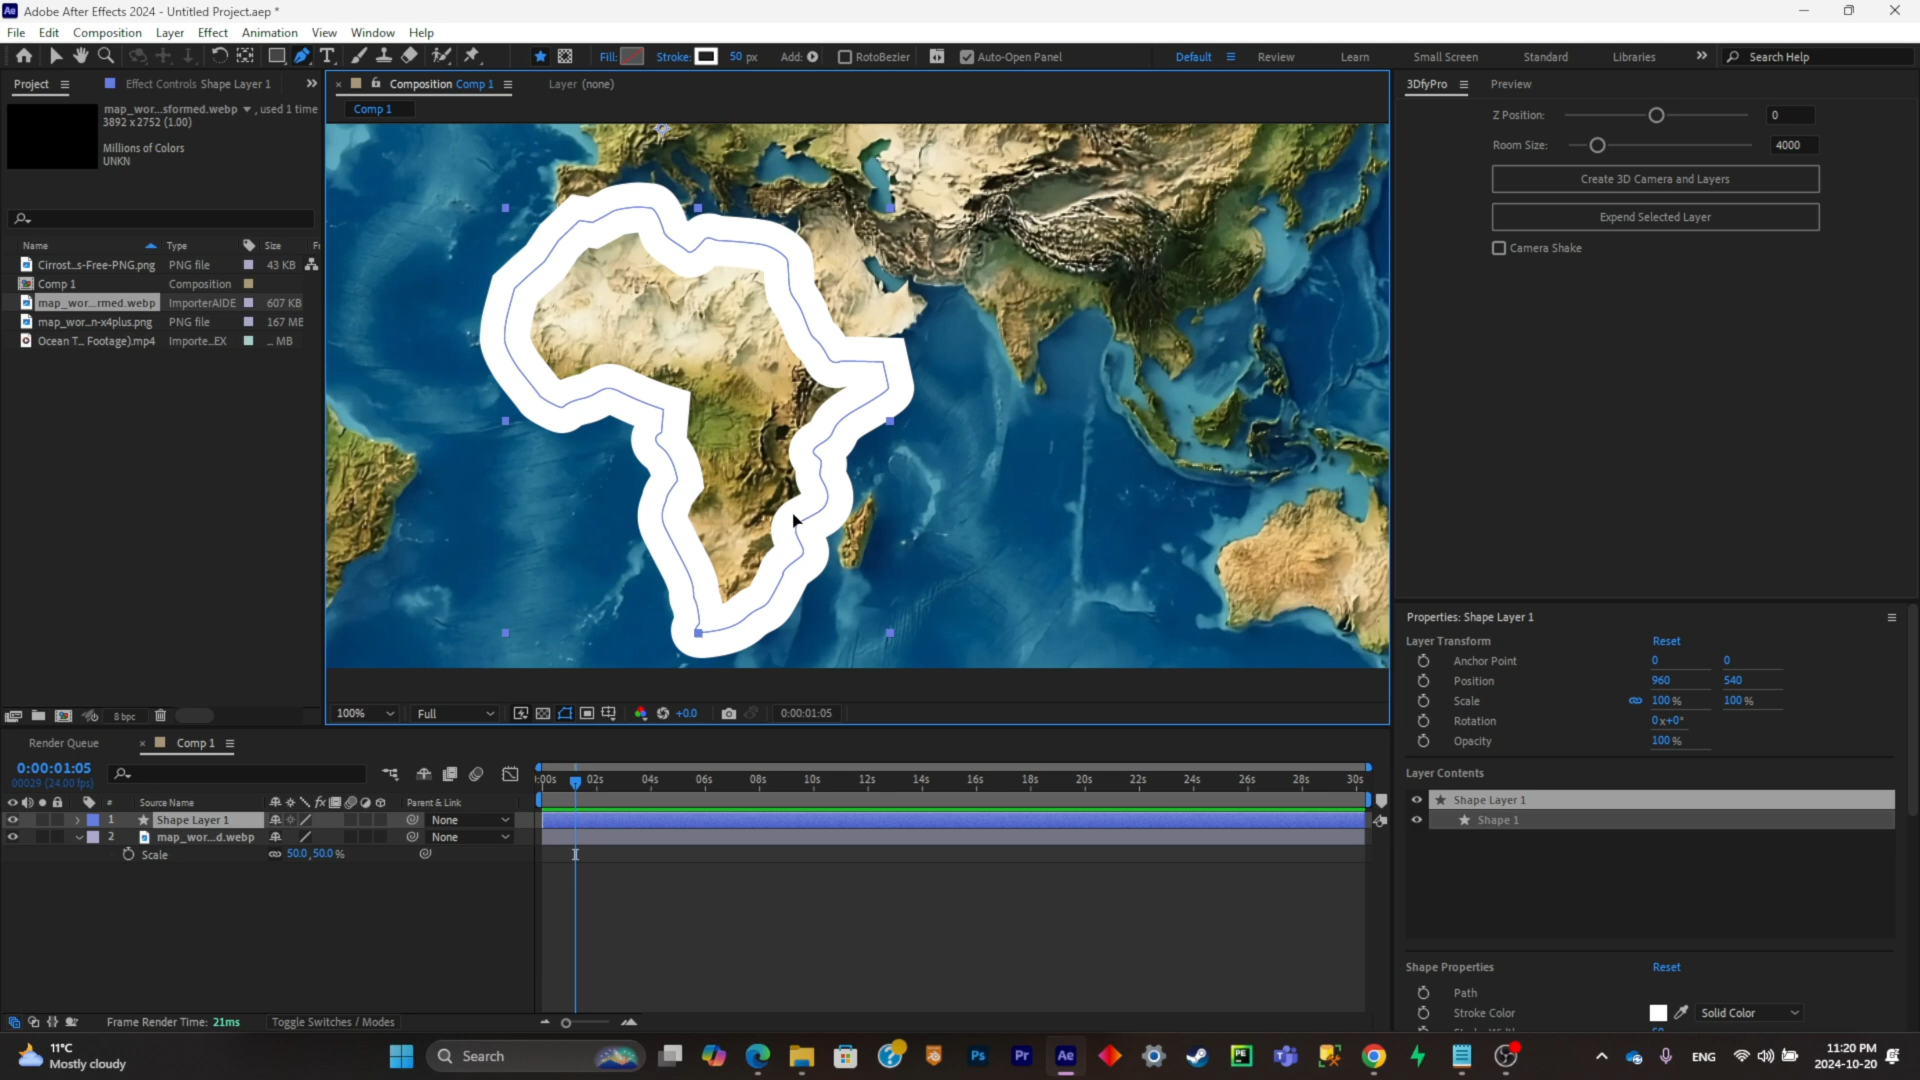 Adobe After Effects 2024 - Untitled Project.aep *
File Edit Composition Layer Effect Animation View Window Help
Fill: Stroke: 50 px Add: RotoBezier Auto-Open Panel Default Review Learn Small Screen Standard Libraries Search Help
Project Effect Controls Shape Layer 1
map_wor...sformed.webp , used 1 time
3892 x 2752 (1.00)
Millions of Colors
UNKN
Name Type Size
Cirrost...s-Free-PNG.png PNG file 43 KB
Comp 1 Composition
map_wor...rmed.webp ImporterAIDE 607 KB
map_wor...n-x4plus.png PNG file 167 MB
Ocean T... Footage).mp4 Importe...EX ... MB
8 bpc
Composition Comp 1 Layer (none)
Comp 1
100% Full +0.0 0:00:01:05
3DfyPro Preview
Z Position: 0
Room Size: 4000
Create 3D Camera and Layers
Expend Selected Layer
Camera Shake
Properties: Shape Layer 1
Layer Transform Reset
Anchor Point 0 0
Position 960 540
Scale 100 % 100 %
Rotation 0x+0°
Opacity 100 %
Layer Contents
Shape Layer 1
Shape 1
Shape Properties Reset
Path
Stroke Color Solid Color
Render Queue Comp 1
0:00:01:05
00029 (24.00 fps)
:00s 02s 04s 06s 08s 10s 12s 14s 16s 18s 20s 22s 24s 26s 28s 30s
# Source Name Parent & Link
1 Shape Layer 1 None
2 map_wor...d.webp None
Scale 50.0, 50.0 %
Frame Render Time: 21ms Toggle Switches / Modes
11°C
Mostly cloudy
Search
Ps Pr Ae PE
ENG
11:20 PM
2024-10-20